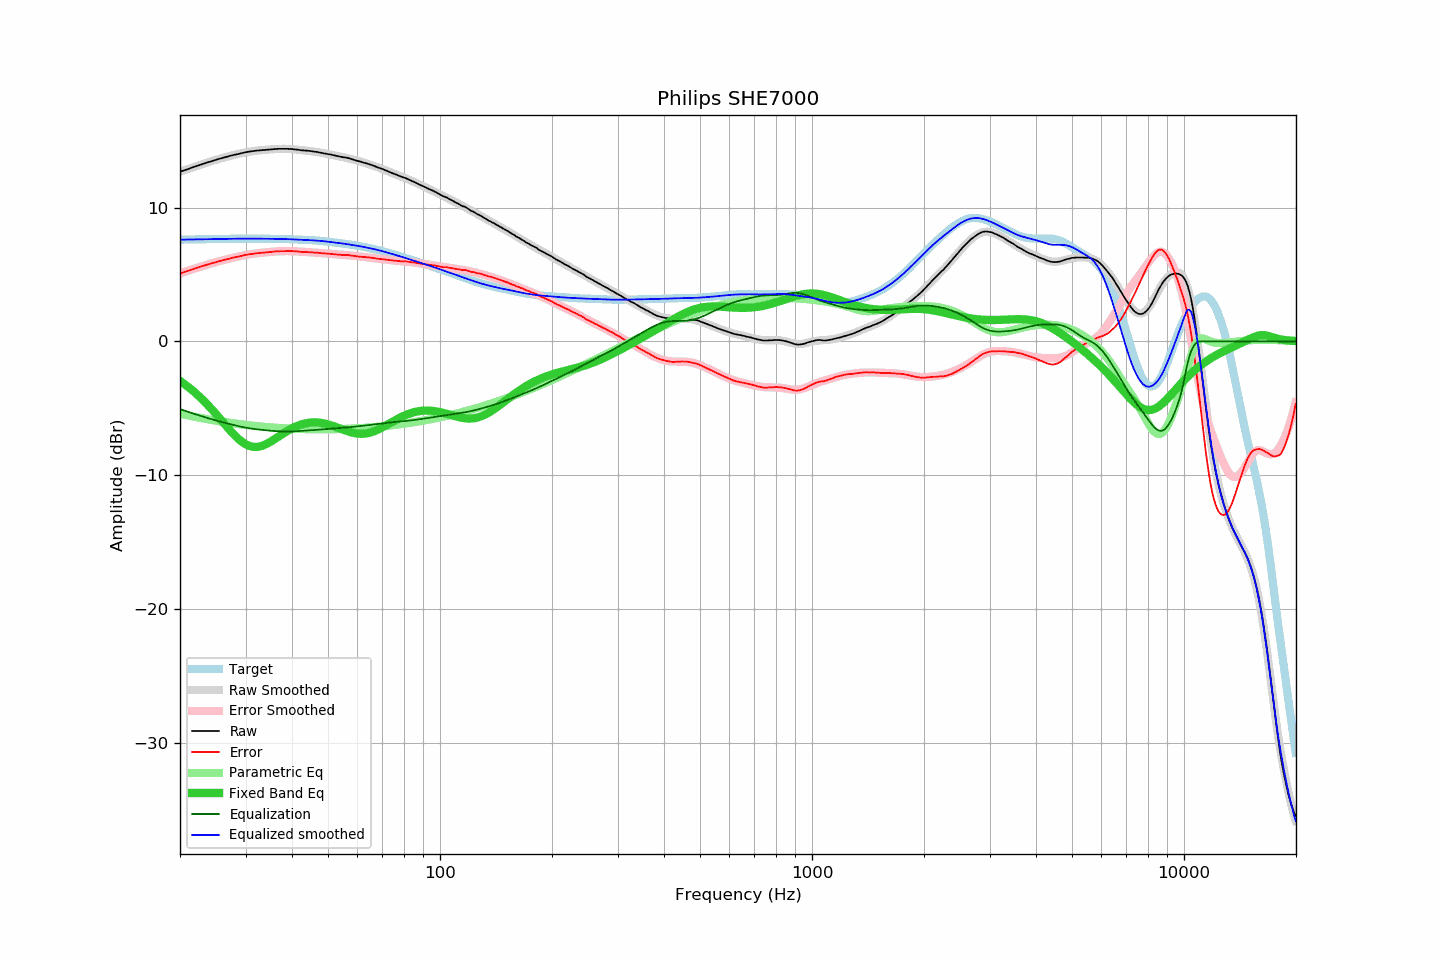 Philips SHE7000
10
0
−10
−20
−30
Amplitude (dBr)
Target
Raw Smoothed
Error Smoothed
Raw
Error
Parametric Eq
Fixed Band Eq
Equalization
Equalized smoothed
100
1000
10000
Frequency (Hz)